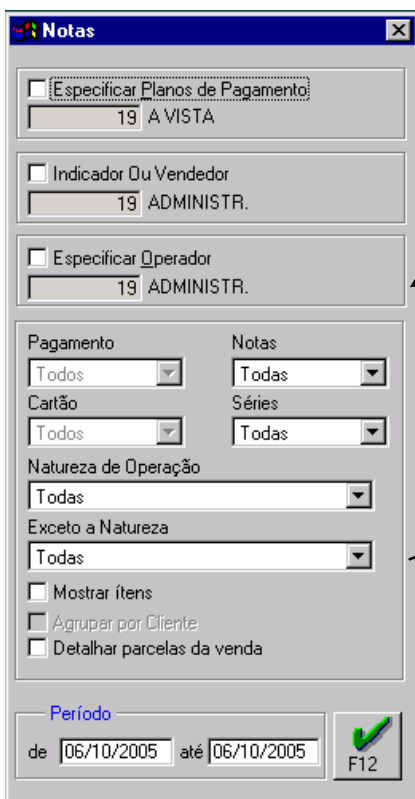 Notas
Especificar Planos de Pagamento
19 A VISTA
Indicador Ou Vendedor
19 ADMINISTR.
Especificar Operador
19 ADMINISTR.
Pagamento Notas
Todos Todas
Cartão Séries
Todos Todas
Natureza de Operação
Todas
Exceto a Natureza
Todas
Mostrar ítens
Agrupar por Cliente
Detalhar parcelas da venda
Período
de 06/10/2005 até 06/10/2005 F12